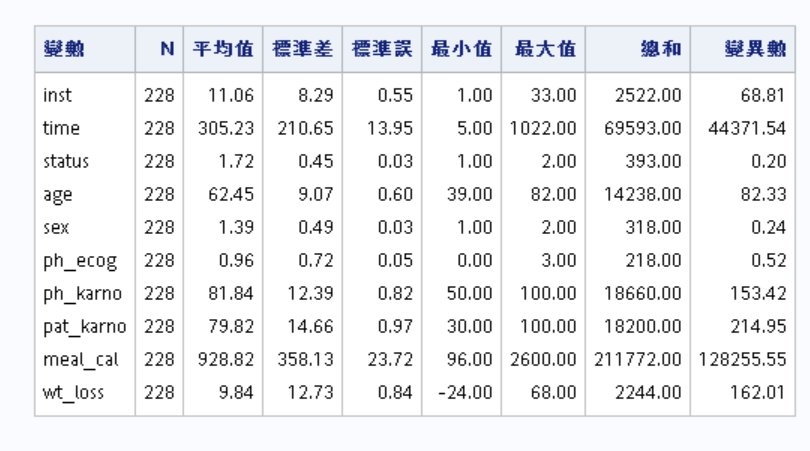 變數 N 平均值 標準差 標準誤 最小值 最大值 總和 變異數
inst 228 11.06 8.29 0.55 1.00 33.00 2522.00 68.81
time 228 305.23 210.65 13.95 5.00 1022.00 69593.00 44371.54
status 228 1.72 0.45 0.03 1.00 2.00 393.00 0.20
age 228 62.45 9.07 0.60 39.00 82.00 14238.00 82.33
sex 228 1.39 0.49 0.03 1.00 2.00 318.00 0.24
ph_ecog 228 0.96 0.72 0.05 0.00 3.00 218.00 0.52
ph_karno 228 81.84 12.39 0.82 50.00 100.00 18660.00 153.42
pat_karno 228 79.82 14.66 0.97 30.00 100.00 18200.00 214.95
meal_cal 228 928.82 358.13 23.72 96.00 2600.00 211772.00 128255.55
wt_loss 228 9.84 12.73 0.84 -24.00 68.00 2244.00 162.01